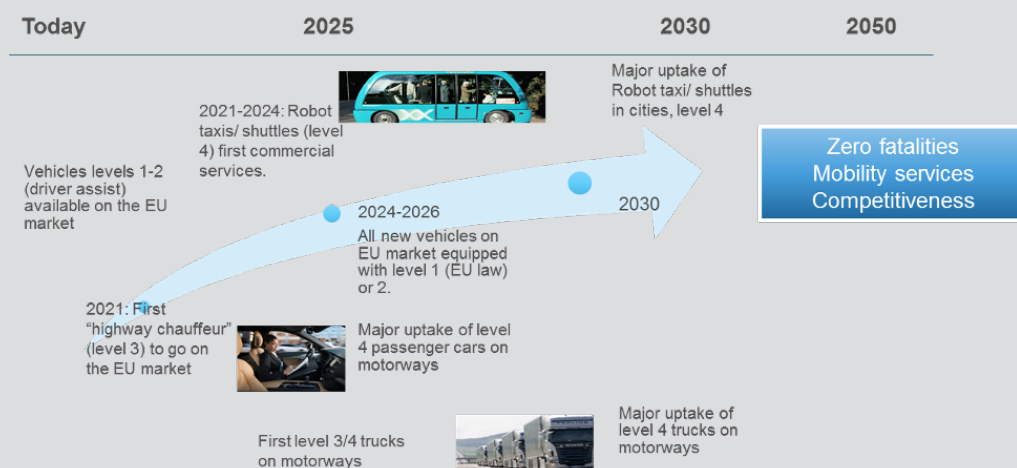 Today
2025
2030
2050
Vehicles levels 1-2
(driver assist)
available on the EU
market
2021-2024: Robot
taxis/ shuttles (level
4) first commercial
services.
Major uptake of
Robot taxi/ shuttles
in cities, level 4
Zero fatalities
Mobility services
Competitiveness
2030
2024-2026
All new vehicles on
EU market equipped
with level 1 (EU law)
or 2.
2021: First
“highway chauffeur”
(level 3) to go on
the EU market
Major uptake of level
4 passenger cars on
motorways
First level 3/4 trucks
on motorways
Major uptake of
level 4 trucks on
motorways